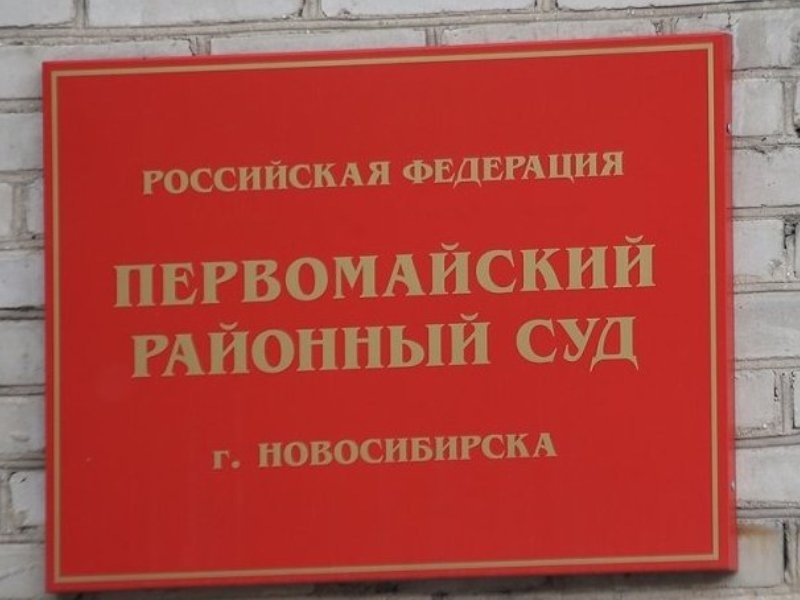 РОССИЙСКАЯ ФЕДЕРАЦИЯ
ПЕРВОМАЙСКИЙ
РАЙОННЫЙ СУД
г. НОВОСИБИРСКА